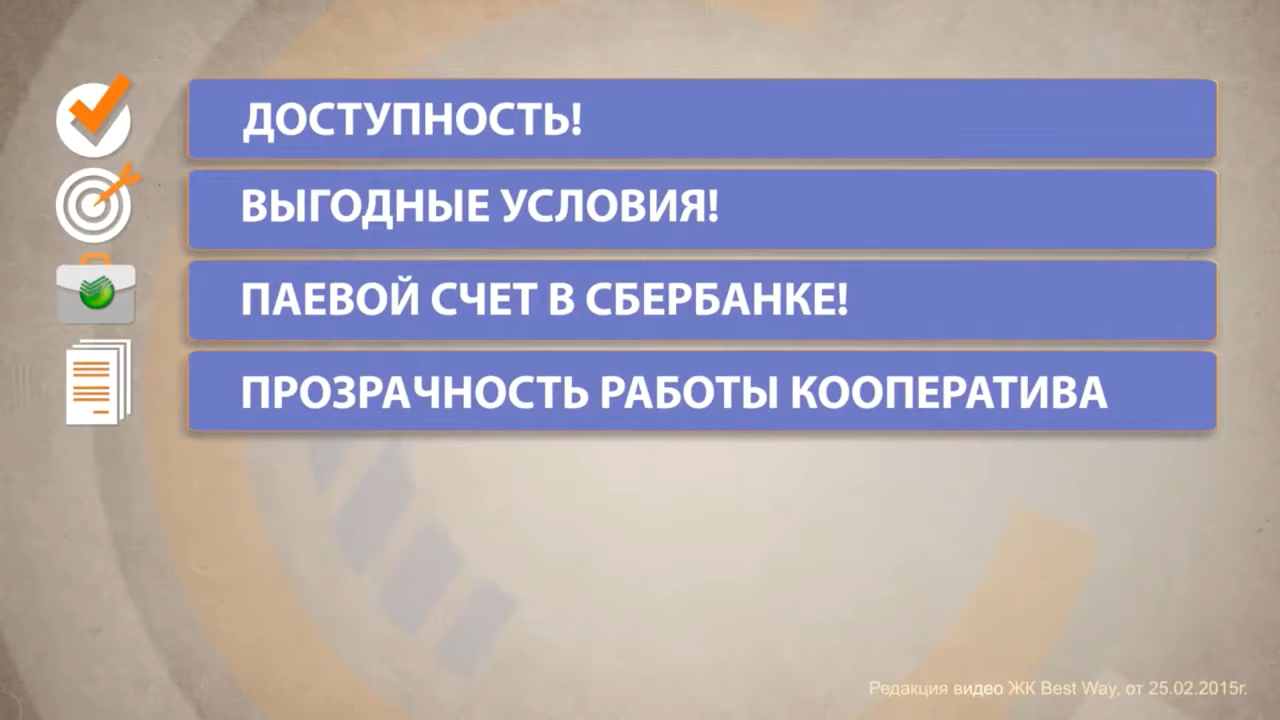 ДОСТУПНОСТЬ!
ВЫГОДНЫЕ УСЛОВИЯ!
ПАЕВОЙ СЧЕТ В СБЕРБАНКЕ!
ПРОЗРАЧНОСТЬ РАБОТЫ КООПЕРАТИВА
Редакция видео ЖК Best Way, от 25.02.2015г.